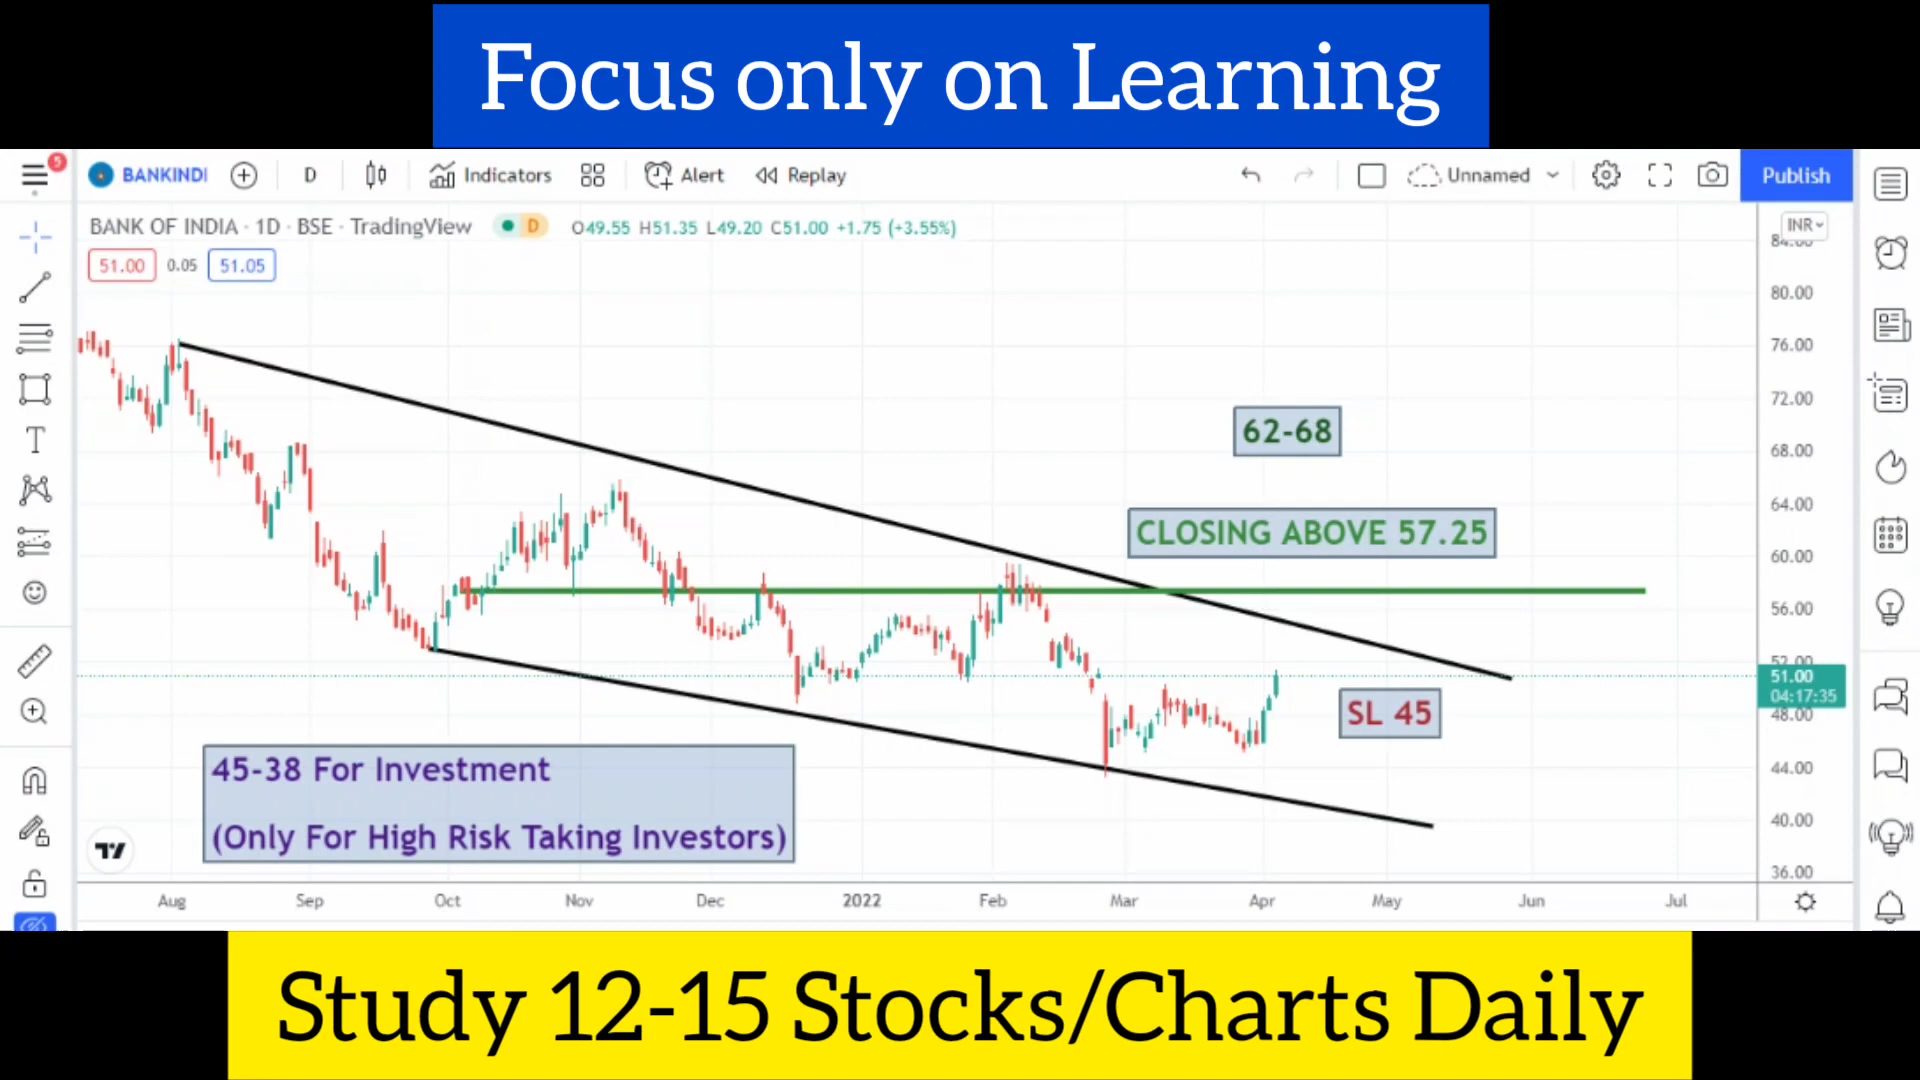 Focus only on Learning
5
BANKINDI
D
Indicators
Alert
Replay
Unnamed
Publish
BANK OF INDIA · 1D · BSE · TradingView
D
O49.55 H51.35 L49.20 C51.00 +1.75 (+3.55%)
INR
84.00
51.00 0.05 51.05
80.00
76.00
72.00
62-68
68.00
64.00
CLOSING ABOVE 57.25
60.00
56.00
52.00
51.00
04:17:35
SL 45
48.00
45-38 For Investment
44.00
(Only For High Risk Taking Investors)
40.00
36.00
Aug Sep Oct Nov Dec 2022 Feb Mar Apr May Jun Jul
Study 12-15 Stocks/Charts Daily